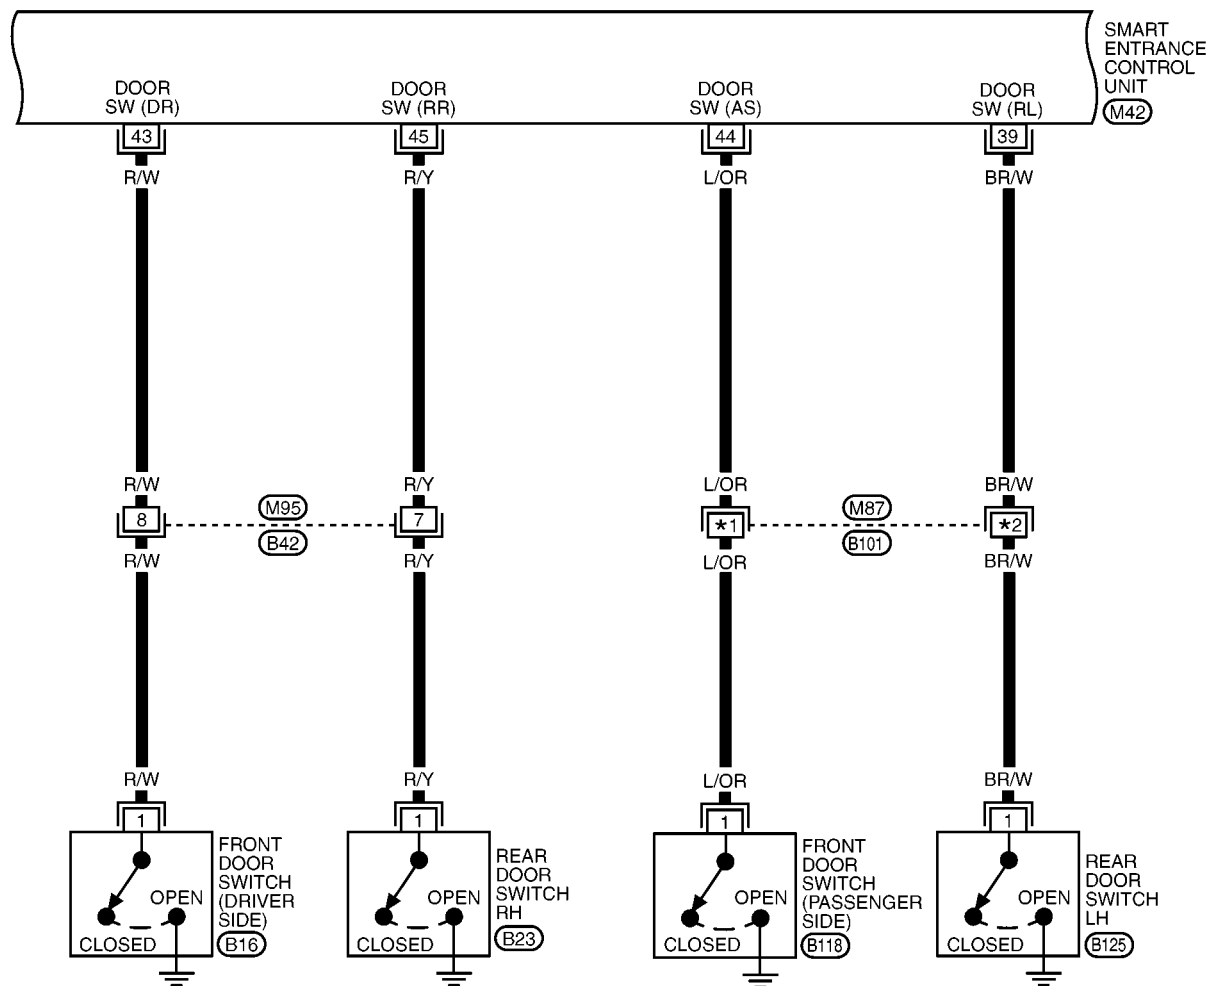 SMART
ENTRANCE
CONTROL
UNIT
M42
DOOR
SW (DR)
DOOR
SW (RR)
DOOR
SW (AS)
DOOR
SW (RL)
43
45
44
39
R/W
R/Y
L/OR
BR/W
R/W
R/Y
L/OR
BR/W
8
M95
B42
7
★1
M87
B101
★2
R/W
R/Y
L/OR
BR/W
R/W
R/Y
L/OR
BR/W
1
1
1
1
OPEN
CLOSED
FRONT
DOOR
SWITCH
(DRIVER
SIDE)
B16
OPEN
CLOSED
REAR
DOOR
SWITCH
RH
B23
OPEN
CLOSED
FRONT
DOOR
SWITCH
(PASSENGER
SIDE)
B118
OPEN
CLOSED
REAR
DOOR
SWITCH
LH
B125